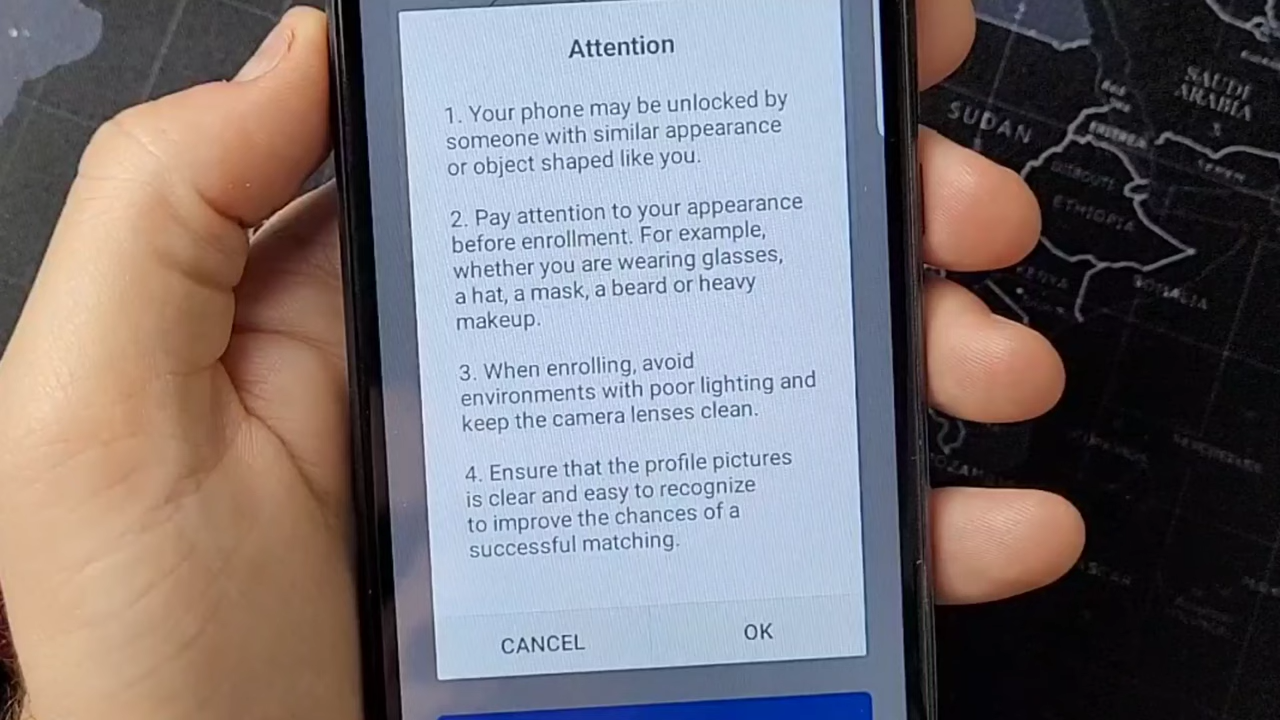 Attention
1. Your phone may be unlocked by
someone with similar appearance
or object shaped like you.
2. Pay attention to your appearance
before enrollment. For example,
whether you are wearing glasses,
a hat, a mask, a beard or heavy
makeup.
3. When enrolling, avoid
environments with poor lighting and
keep the camera lenses clean.
4. Ensure that the profile pictures
is clear and easy to recognize
to improve the chances of a
successful matching.
CANCEL
OK
SUDAN
SAUDI
ARABIA
ERITREA
YEMEN
DJIBOUTI
ETHIOPIA
KENYA